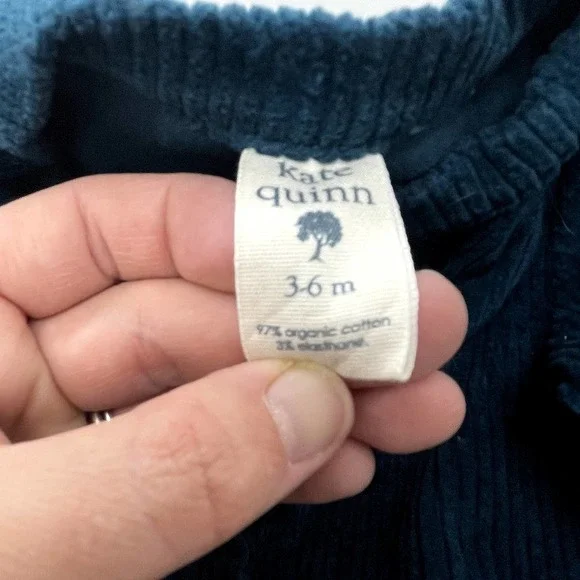 kate
quinn
3-6 m
97% organic cotton
3% elasthane.